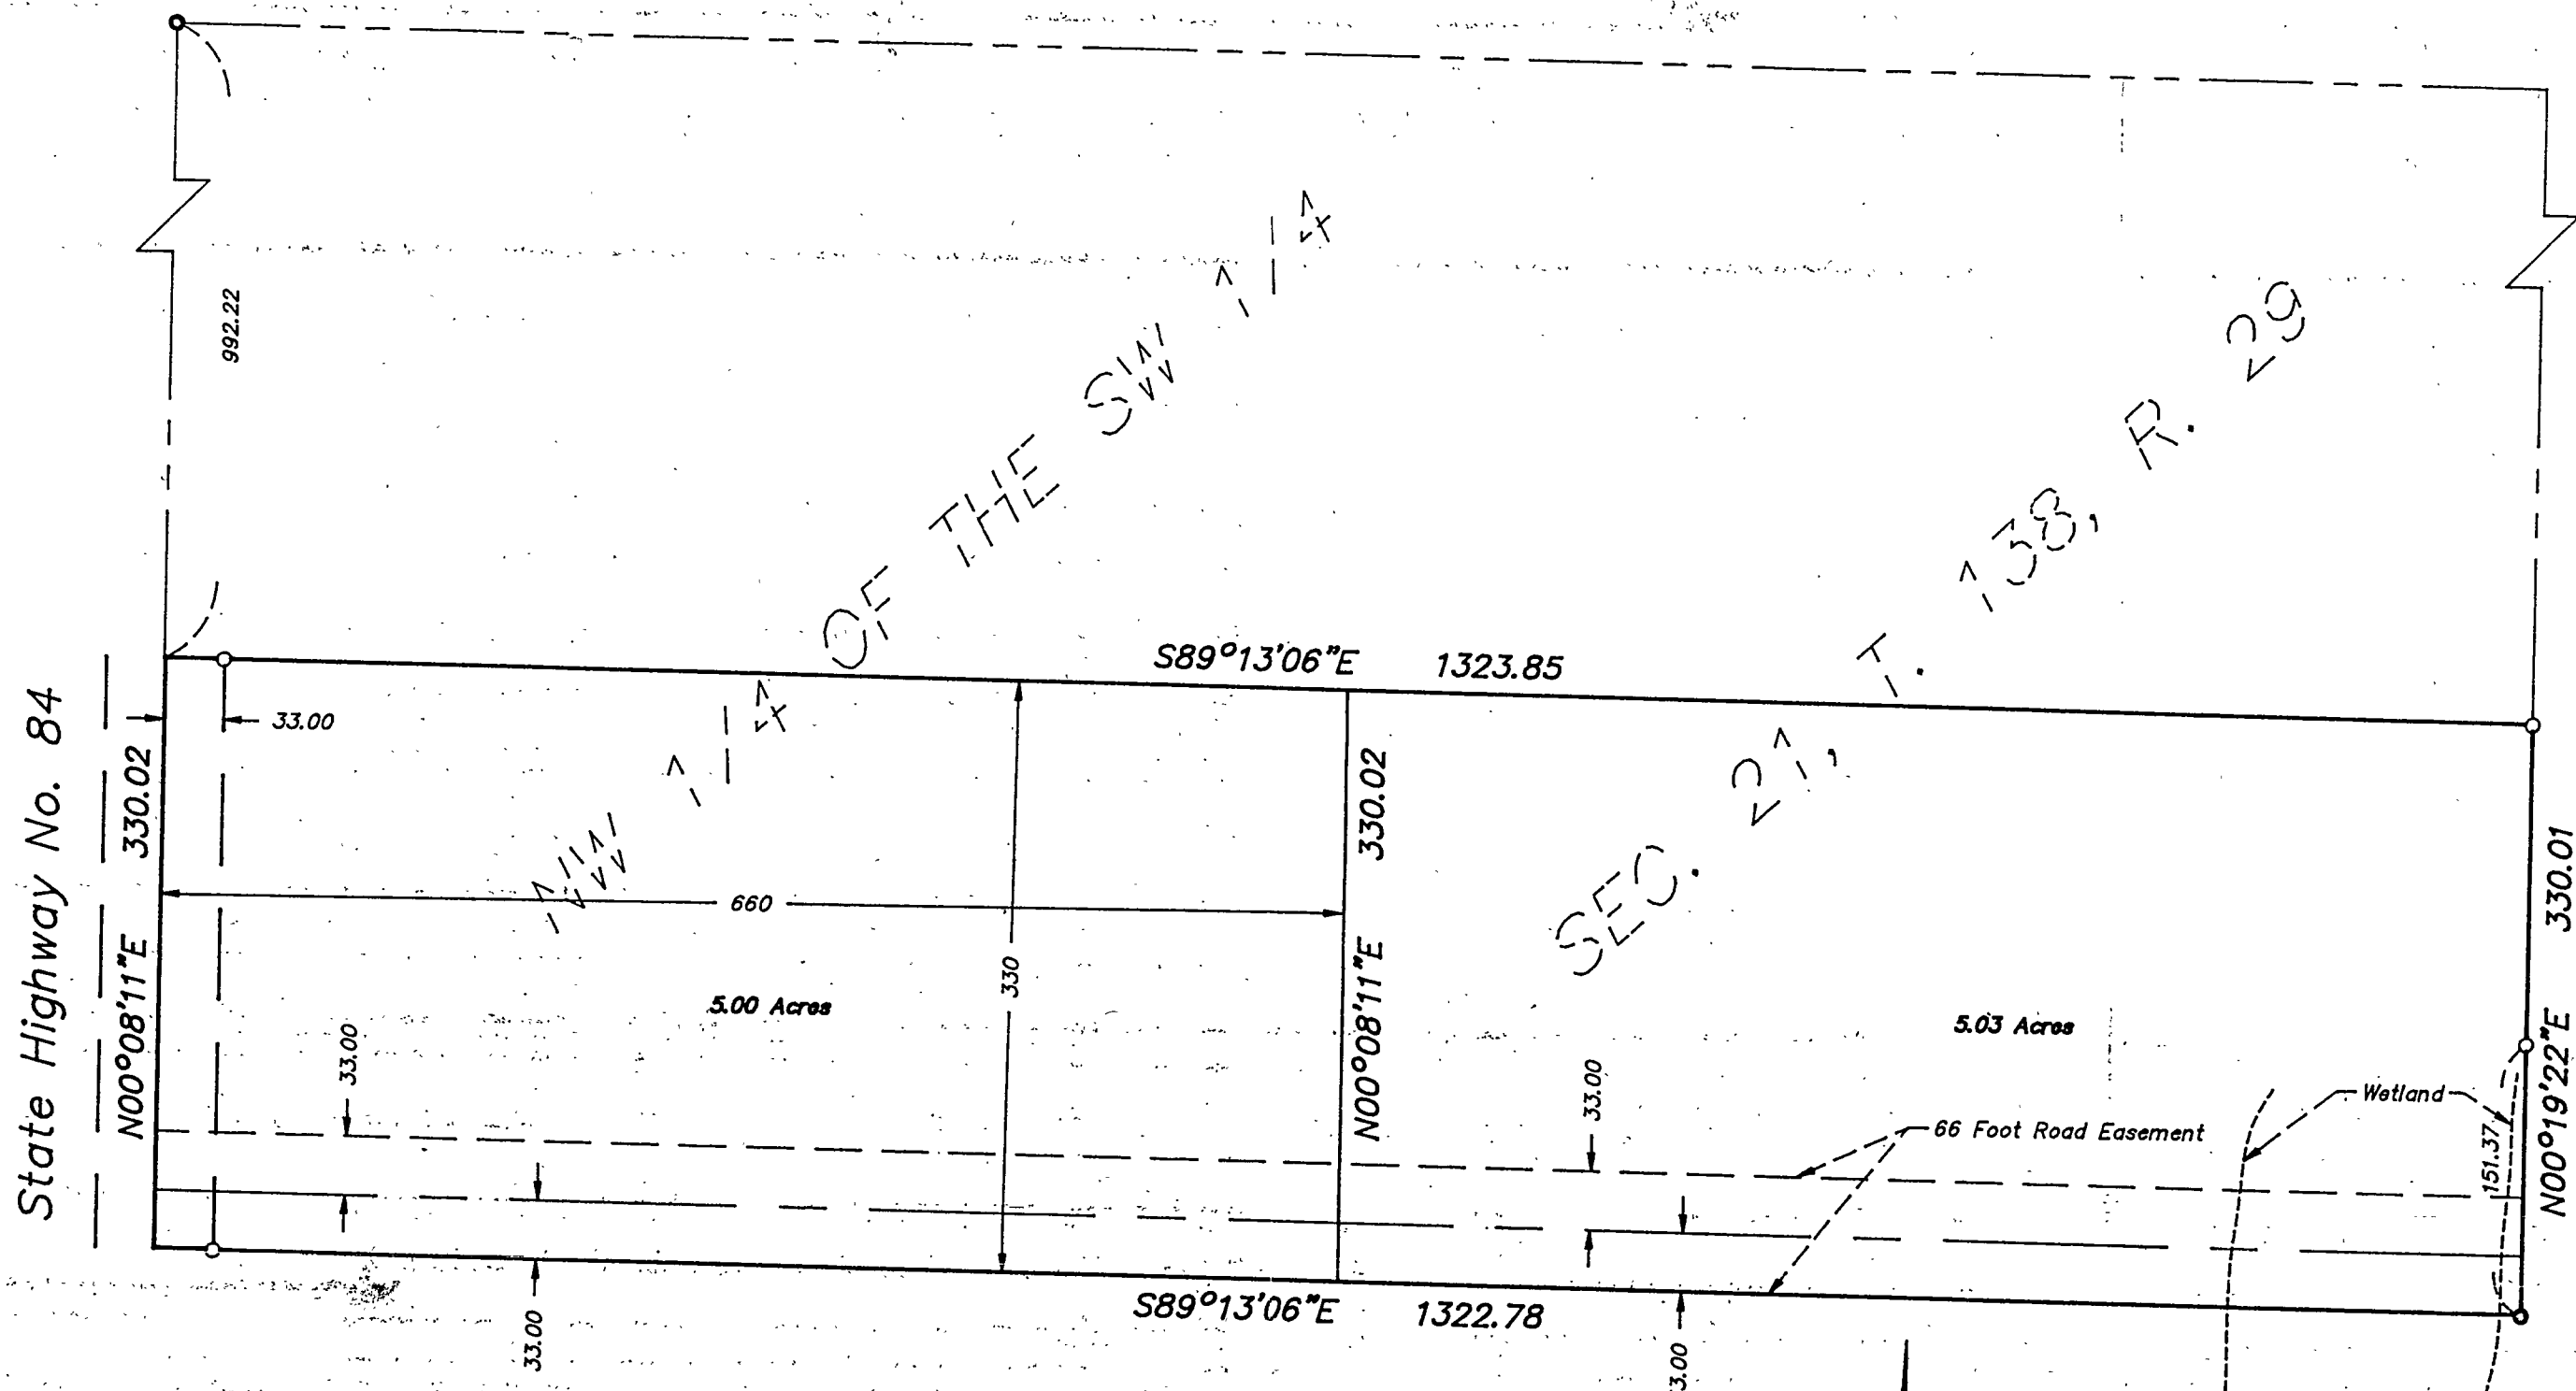 992.22
NW 1/4 OF THE SW 1/4
SEC. 21, T. 138, R. 29
S89°13'06"E 1323.85
State Highway No. 84
N00°08'11"E 330.02
33.00
660
330
5.00 Acres
33.00
33.00
N00°08'11"E 330.02
5.03 Acres
33.00
66 Foot Road Easement
Wetland
151.37
N00°19'22"E 330.01
S89°13'06"E 1322.78